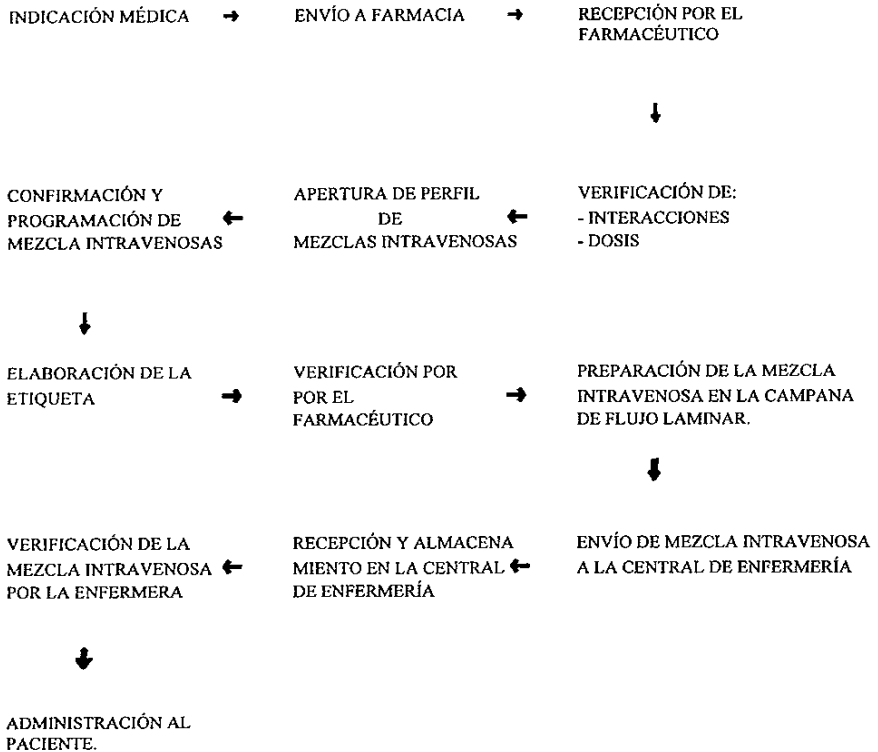 INDICACIÓN MÉDICA → ENVÍO A FARMACIA → RECEPCIÓN POR EL
FARMACÉUTICO
↓
VERIFICACIÓN DE:
- INTERACCIONES
- DOSIS
←
APERTURA DE PERFIL
DE
MEZCLAS INTRAVENOSAS
←
CONFIRMACIÓN Y
PROGRAMACIÓN DE
MEZCLA INTRAVENOSAS
↓
ELABORACIÓN DE LA
ETIQUETA
→
VERIFICACIÓN POR
POR EL
FARMACÉUTICO
→
PREPARACIÓN DE LA MEZCLA
INTRAVENOSA EN LA CAMPANA
DE FLUJO LAMINAR.
↓
ENVÍO DE MEZCLA INTRAVENOSA
A LA CENTRAL DE ENFERMERÍA
←
RECEPCIÓN Y ALMACENA
MIENTO EN LA CENTRAL
DE ENFERMERÍA
←
VERIFICACIÓN DE LA
MEZCLA INTRAVENOSA
POR LA ENFERMERA
↓
ADMINISTRACIÓN AL
PACIENTE.